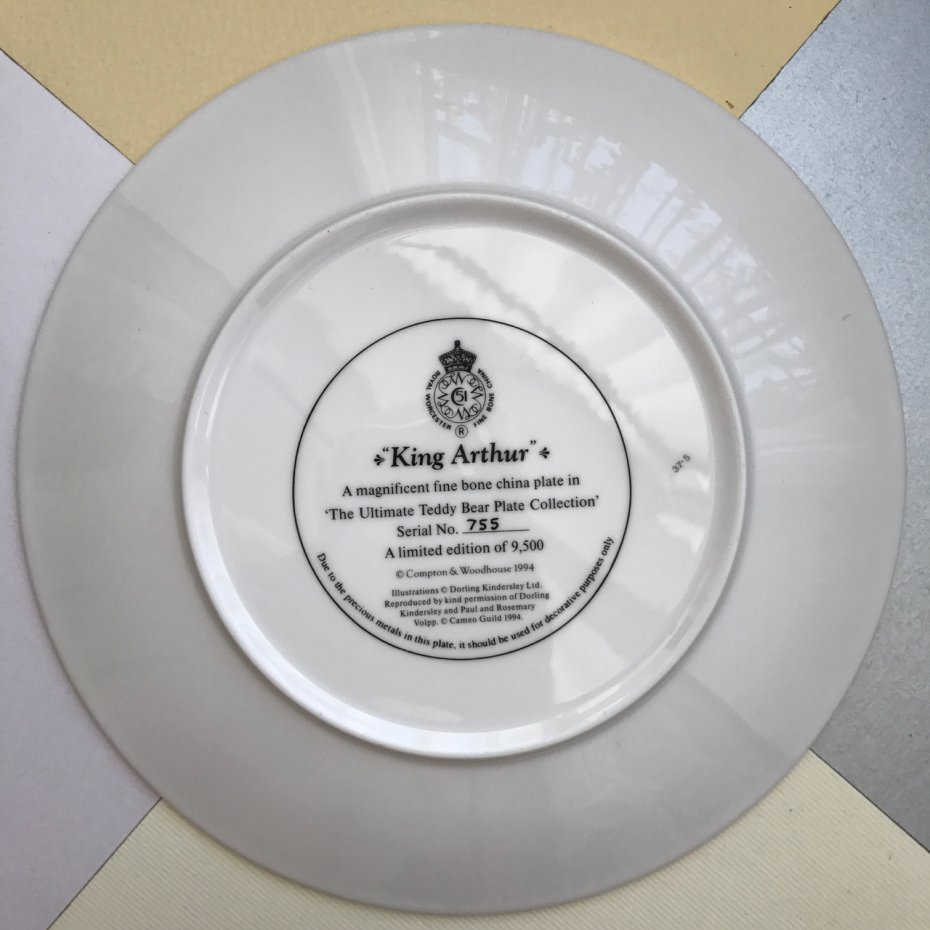 ROYAL WORCESTER FINE BONE CHINA
51
®
"King Arthur"
A magnificent fine bone china plate in
'The Ultimate Teddy Bear Plate Collection'
Serial No. 755
A limited edition of 9,500
© Compton & Woodhouse 1994
Illustrations © Dorling Kindersley Ltd.
Reproduced by kind permission of Dorling
Kindersley and Paul and Rosemary
Volpp. © Cameo Guild 1994.
Due to the precious metals in this plate, it should be used for decorative purposes only
37-5